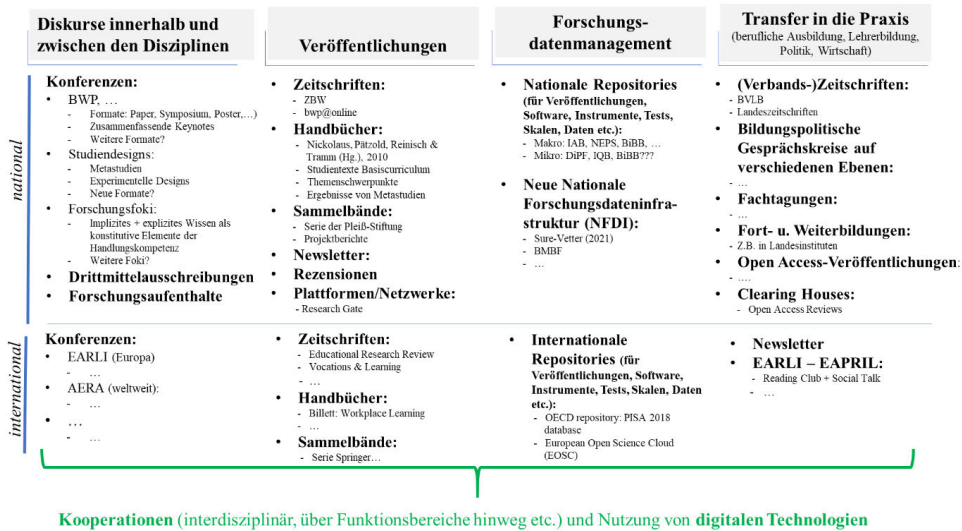 Diskurse innerhalb und
zwischen den Disziplinen
Veröffentlichungen
Forschungs-
datenmanagement
Transfer in die Praxis
(berufliche Ausbildung, Lehrerbildung,
Politik, Wirtschaft)
national
Konferenzen:
• BWP, …
- Formate: Paper, Symposium, Poster,…)
- Zusammenfassende Keynotes
- Weitere Formate?
• Studiendesigns:
- Metastudien
- Experimentelle Designs
- Neue Formate?
• Forschungsfoki:
- Implizites + explizites Wissen als
konstitutive Elemente der
Handlungskompetenz
- Weitere Foki?
• Drittmittelausschreibungen
• Forschungsaufenthalte
• Zeitschriften:
- ZBW
- bwp@online
• Handbücher:
- Nickolaus, Pätzold, Reinisch &
Tramm (Hg.), 2010
- Studientexte Basiscurriculum
- Themenschwerpunkte
- Ergebnisse von Metastudien
• Sammelbände:
- Serie der Pleiß-Stiftung
- Projektberichte
• Newsletter:
• Rezensionen
• Plattformen/Netzwerke:
- Research Gate
• Nationale Repositories
(für Veröffentlichungen,
Software, Instrumente, Tests,
Skalen, Daten etc.):
- Makro: IAB, NEPS, BiBB, …
- Mikro: DiPF, IQB, BiBB???
• Neue Nationale
Forschungsdateninfra-
struktur (NFDI):
- Sure-Vetter (2021)
- BMBF
- …
• (Verbands-)Zeitschriften:
- BVLB
- Landeszeitschriften
• Bildungspolitische
Gesprächskreise auf
verschiedenen Ebenen:
- …
• Fachtagungen:
- …
• Fort- u. Weiterbildungen:
- Z.B. in Landesinstituten
• Open Access-Veröffentlichungen:
- ….
• Clearing Houses:
- Open Access Reviews
international
Konferenzen:
• EARLI (Europa)
- …
• AERA (weltweit):
- …
• …
- …
• Zeitschriften:
- Educational Research Review
- Vocations & Learning
- …
• Handbücher:
- Billett: Workplace Learning
- …
• Sammelbände:
- Serie Springer…
• Internationale
Repositories (für
Veröffentlichungen, Software,
Instrumente, Tests, Skalen, Daten
etc.):
- OECD repository: PISA 2018
database
- European Open Science Cloud
(EOSC)
• Newsletter
• EARLI – EAPRIL:
- Reading Club + Social Talk
- …
Kooperationen (interdisziplinär, über Funktionsbereiche hinweg etc.) und Nutzung von digitalen Technologien